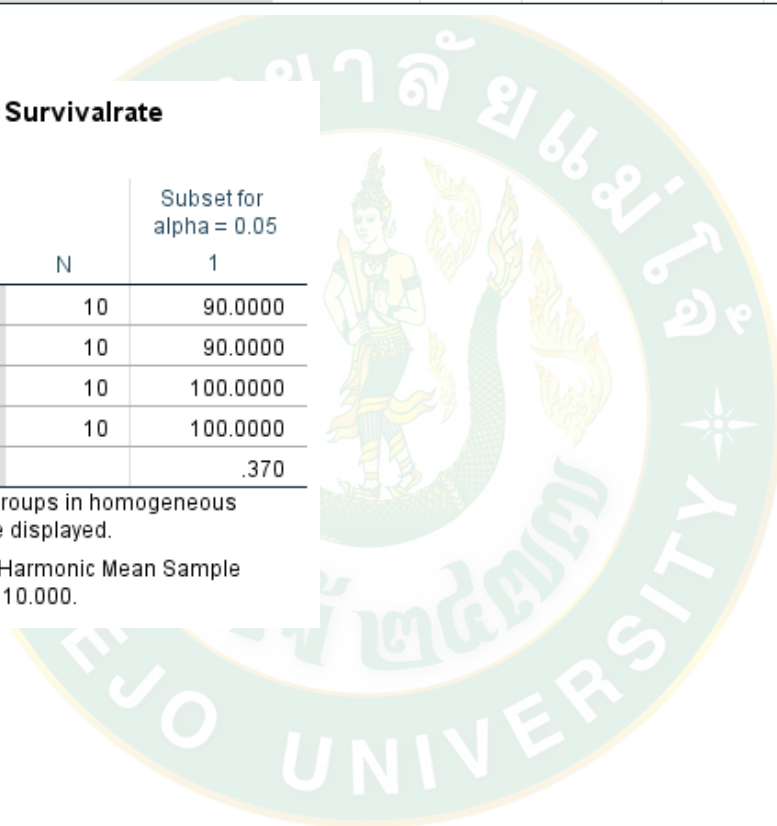 Survivalrate
Subset for
alpha = 0.05
N 1
10 90.0000
10 90.0000
10 100.0000
10 100.0000
.370
roups in homogeneous
displayed.
Harmonic Mean Sample
10.000.
UNIVERSITY